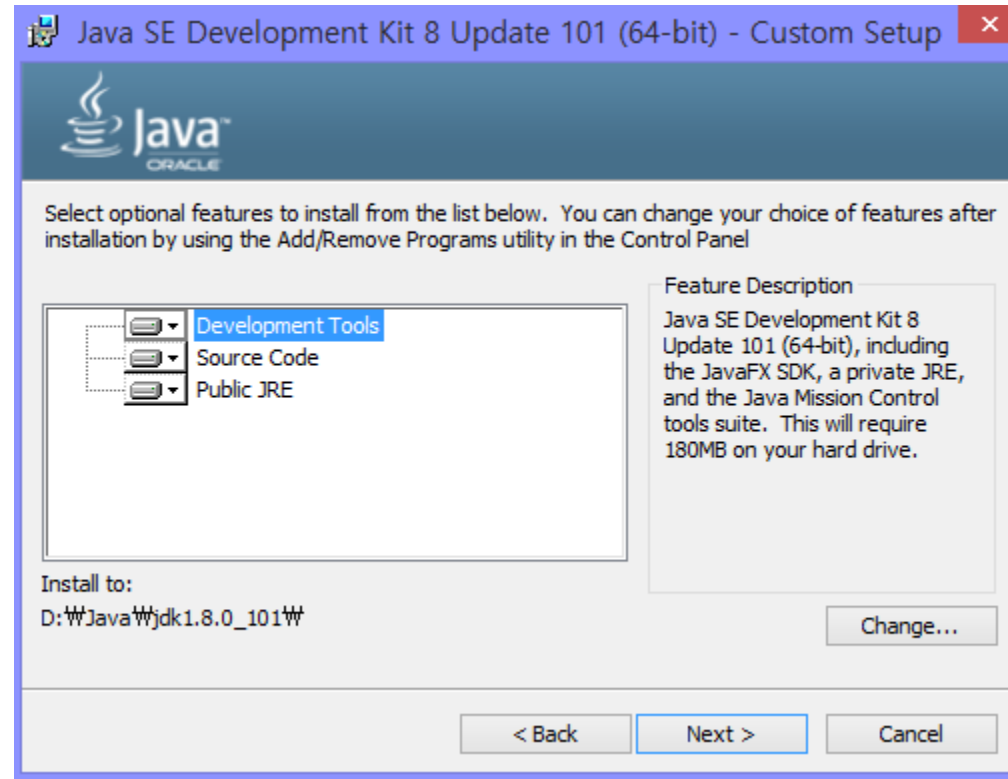 Java SE Development Kit 8 Update 101 (64-bit) - Custom Setup
Java™
ORACLE
Select optional features to install from the list below.  You can change your choice of features after
installation by using the Add/Remove Programs utility in the Control Panel
Development Tools
Source Code
Public JRE
Feature Description
Java SE Development Kit 8
Update 101 (64-bit), including
the JavaFX SDK, a private JRE,
and the Java Mission Control
tools suite.  This will require
180MB on your hard drive.
Install to:
D:₩Java₩jdk1.8.0_101₩
Change...
< Back
Next >
Cancel